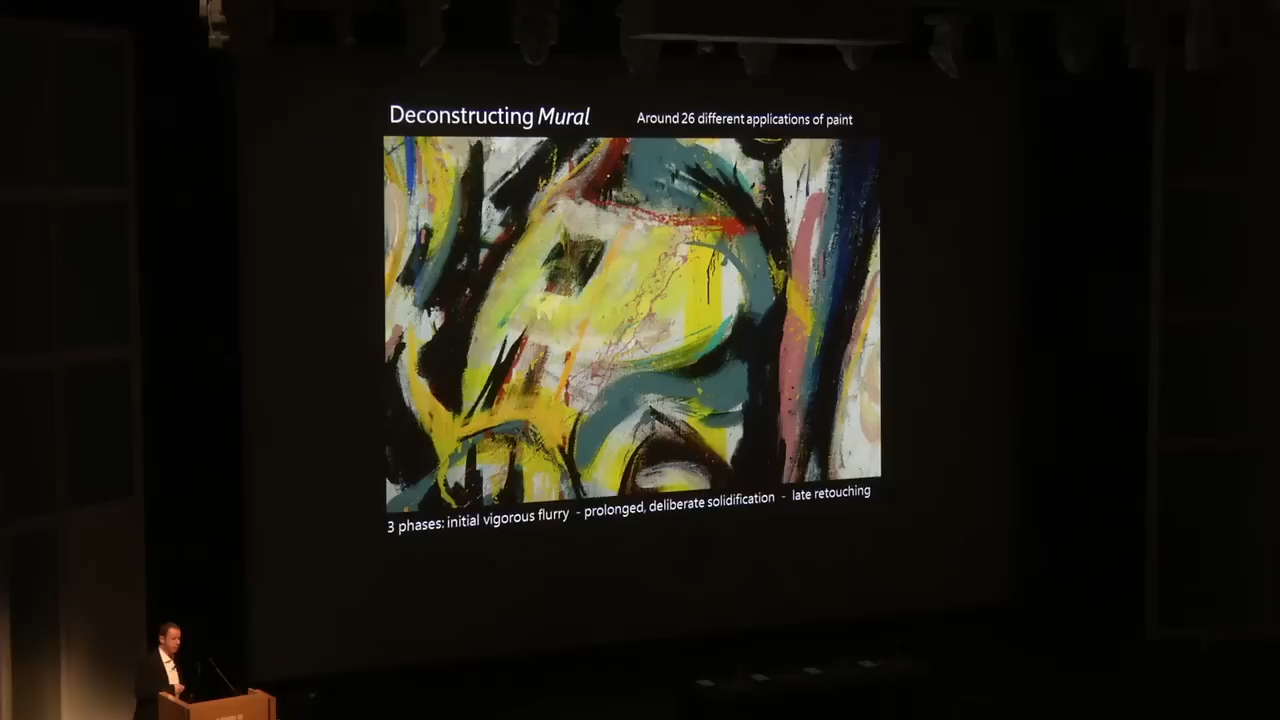 Deconstructing Mural
Around 26 different applications of paint
3 phases: initial vigorous flurry - prolonged, deliberate solidification - late retouching